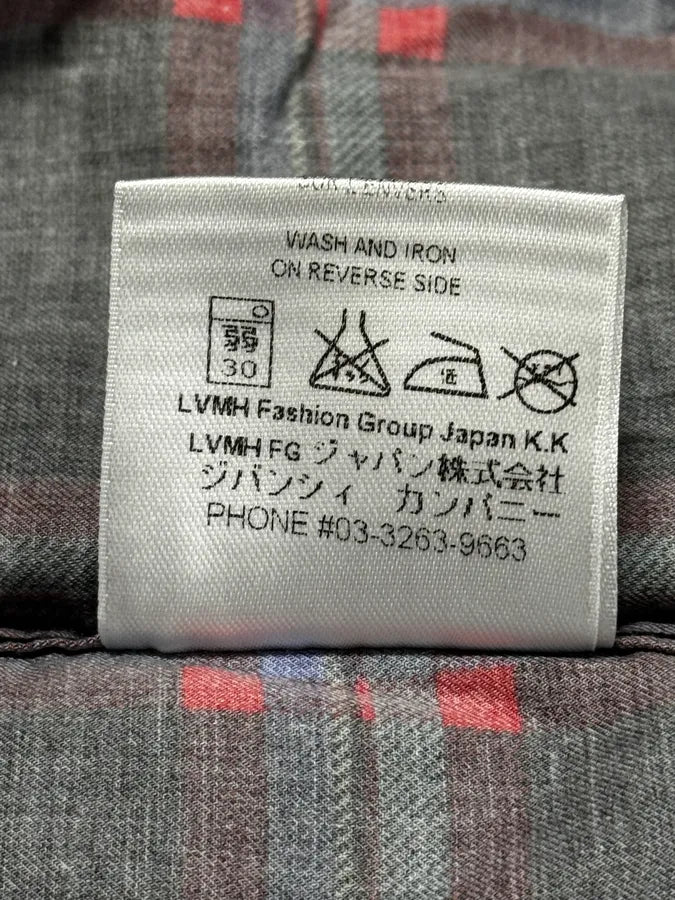 WASH AND IRON
ON REVERSE SIDE
弱
30
LVMH Fashion Group Japan K.K
LVMH FG ジャパン株式会社
ジバンシィ カンパニー
PHONE #03-3263-9663